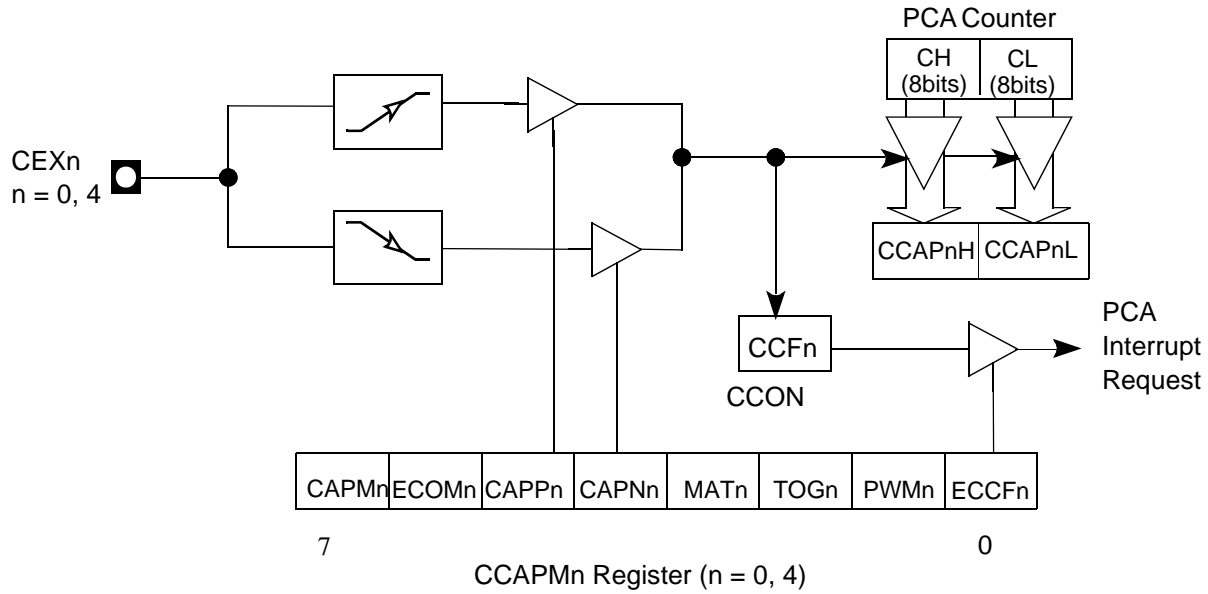 PCA Counter
CH
(8bits)
CL
(8bits)
CEXn
n = 0, 4
CCAPnH
CCAPnL
CCFn
CCON
PCA
Interrupt
Request
CAPMn ECOMn CAPPn CAPNn MATn TOGn PWMn ECCFn
7 0
CCAPMn Register (n = 0, 4)